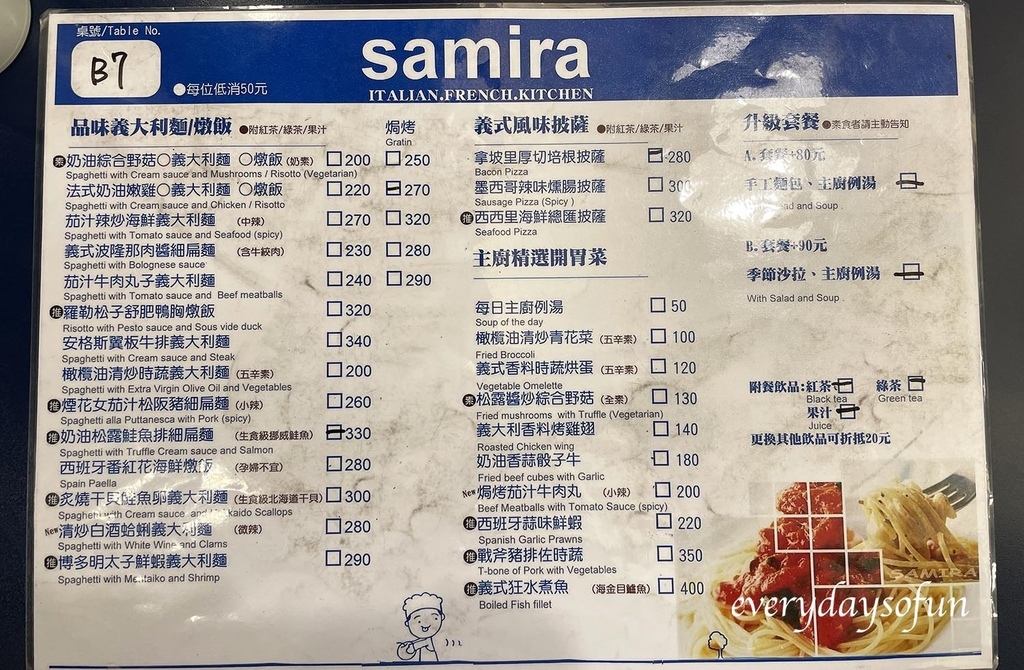 桌號/Table No.
B7
每位低消50元
samira
ITALIAN.FRENCH.KITCHEN
品味義大利麵/燉飯 ●附紅茶/綠茶/果汁 焗烤
Gratin
素 奶油綜合野菇○義大利麵 ○燉飯 (奶素) □200 □250
Spaghetti with Cream sauce and Mushrooms / Risotto (Vegetarian)
法式奶油嫩雞○義大利麵 ○燉飯 □220 □270
Spaghetti with Cream sauce and Chicken / Risotto
茄汁辣炒海鮮義大利麵 (中辣) □270 □320
Spaghetti with Tomato sauce and Seafood (spicy)
義式波隆那肉醬細扁麵 (含牛絞肉) □230 □280
Spaghetti with Bolognese sauce
茄汁牛肉丸子義大利麵 □240 □290
Spaghetti with Tomato sauce and Beef meatballs
推 羅勒松子舒肥鴨胸燉飯 □320
Risotto with Pesto sauce and Sous vide duck
安格斯翼板牛排義大利麵 □340
Spaghetti with Cream sauce and Steak
橄欖油清炒時蔬義大利麵 (五辛素) □200
Spaghetti with Extra Virgin Olive Oil and Vegetables
推 煙花女茄汁松阪豬細扁麵 (小辣) □260
Spaghetti alla Puttanesca with Pork (spicy)
推 奶油松露鮭魚排細扁麵 (生食級挪威鮭魚) □330
Spaghetti with Truffle Cream sauce and Salmon
西班牙番紅花海鮮燉飯 (孕婦不宜) □280
Spain Paella
推 炙燒干貝鮭魚卵義大利麵 (生食級北海道干貝) □300
Spaghetti with Cream sauce and Hokkaido Scallops
New 清炒白酒蛤蜊義大利麵 (微辣) □280
Spaghetti with White Wine and Clams
推 博多明太子鮮蝦義大利麵 □290
Spaghetti with Mentaiko and Shrimp
義式風味披薩 ●附紅茶/綠茶/果汁
拿坡里厚切培根披薩 □280
Bacon Pizza
墨西哥辣味燻腸披薩 □300
Sausage Pizza (Spicy )
推 西西里海鮮總匯披薩 □320
Seafood Pizza
主廚精選開胃菜
每日主廚例湯 □ 50
Soup of the day
橄欖油清炒青花菜 (五辛素) □ 100
Fried Broccoli
義式香料時蔬烘蛋 (五辛素) □ 120
Vegetable Omelette
素 松露醬炒綜合野菇 (全素) □ 130
Fried mushrooms with Truffle (Vegetarian)
義大利香料烤雞翅 □ 140
Roasted Chicken wing
奶油香蒜骰子牛 □ 180
Fried beef cubes with Garlic
New 焗烤茄汁牛肉丸 (小辣) □ 200
Beef Meatballs with Tomato Sauce (spicy)
推 西班牙蒜味鮮蝦 □ 220
Spanish Garlic Prawns
推 戰斧豬排佐時蔬 □ 350
T-bone of Pork with Vegetables
推 義式狂水煮魚 (海金目鱸魚) □ 400
Boiled Fish fillet
升級套餐 ●素食者請主動告知
A. 套餐+80元
手工麵包、主廚例湯 □
ad and Soup .
B. 套餐+90元
季節沙拉、主廚例湯 □
With Salad and Soup .
附餐飲品:紅茶□ 綠茶 □
Black tea Green tea
果汁 □
Juice
更換其他飲品可折抵20元
SAMIRA
everydaysofun